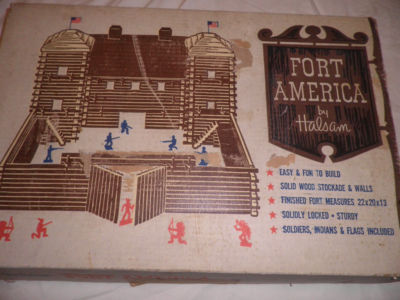 FORT
AMERICA
by
Halsam
★ EASY & FUN TO BUILD
★ SOLID WOOD STOCKADE & WALLS
★ FINISHED FORT MEASURES 22x20x13
★ SOLIDLY LOCKED - STURDY
★ SOLDIERS, INDIANS & FLAGS INCLUDED